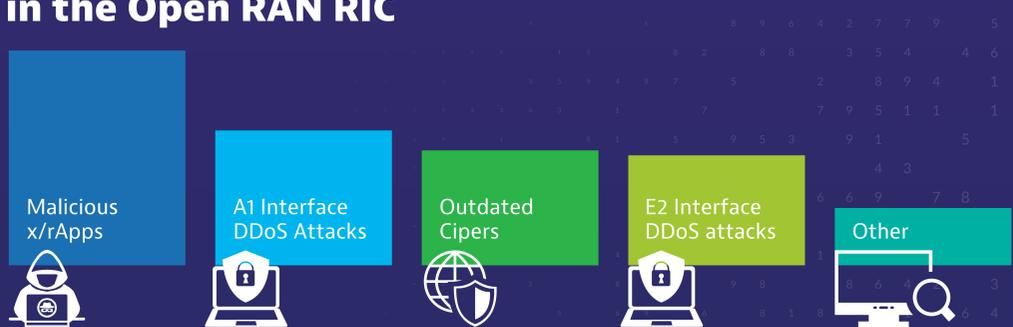 in the Open RAN RIC
Malicious
x/rApps
A1 Interface
DDoS Attacks
Outdated
Cipers
E2 Interface
DDoS attacks
Other